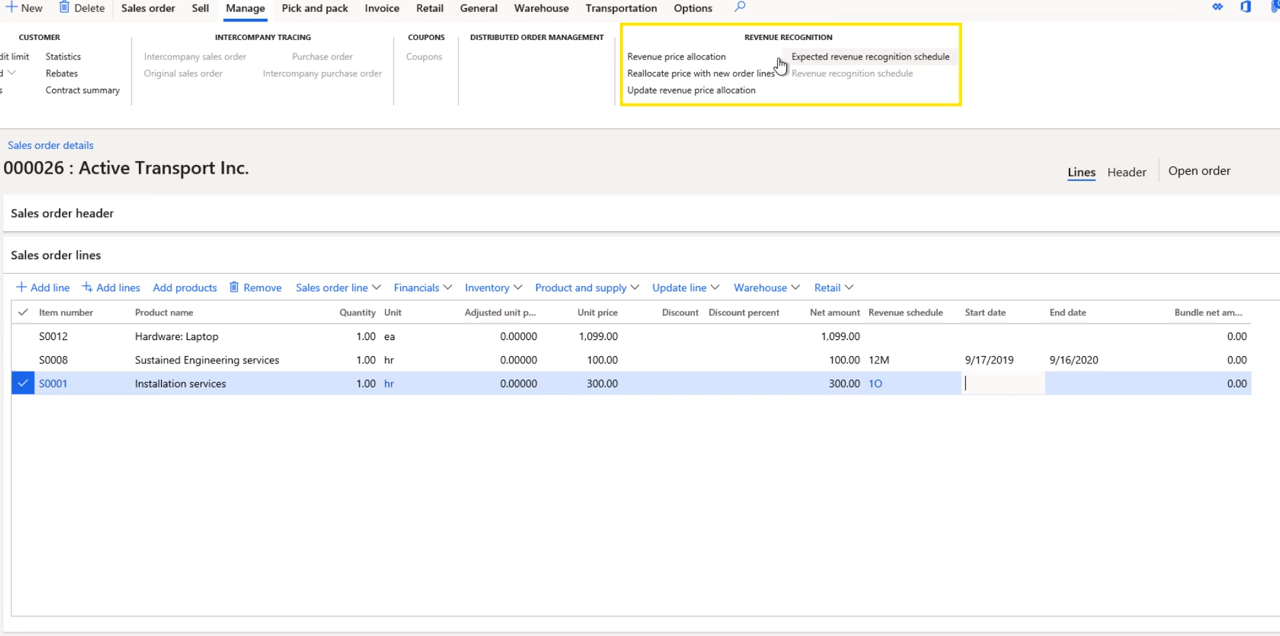 New Delete Sales order Sell Manage Pick and pack Invoice Retail General Warehouse Transportation Options
CUSTOMER INTERCOMPANY TRACING COUPONS DISTRIBUTED ORDER MANAGEMENT REVENUE RECOGNITION
dit limit Statistics Intercompany sales order Purchase order Coupons Revenue price allocation Expected revenue recognition schedule
d Rebates Original sales order Intercompany purchase order Reallocate price with new order lines Revenue recognition schedule
s Contract summary Update revenue price allocation
Sales order details
000026 : Active Transport Inc.
Lines Header Open order
Sales order header
Sales order lines
Add line Add lines Add products Remove Sales order line Financials Inventory Product and supply Update line Warehouse Retail
Item number Product name Quantity Unit Adjusted unit p... Unit price Discount Discount percent Net amount Revenue schedule Start date End date Bundle net am...
S0012 Hardware: Laptop 1.00 ea 0.00000 1,099.00 1,099.00 0.00
S0008 Sustained Engineering services 1.00 hr 0.00000 100.00 100.00 12M 9/17/2019 9/16/2020 0.00
S0001 Installation services 1.00 hr 0.00000 300.00 300.00 1O 0.00